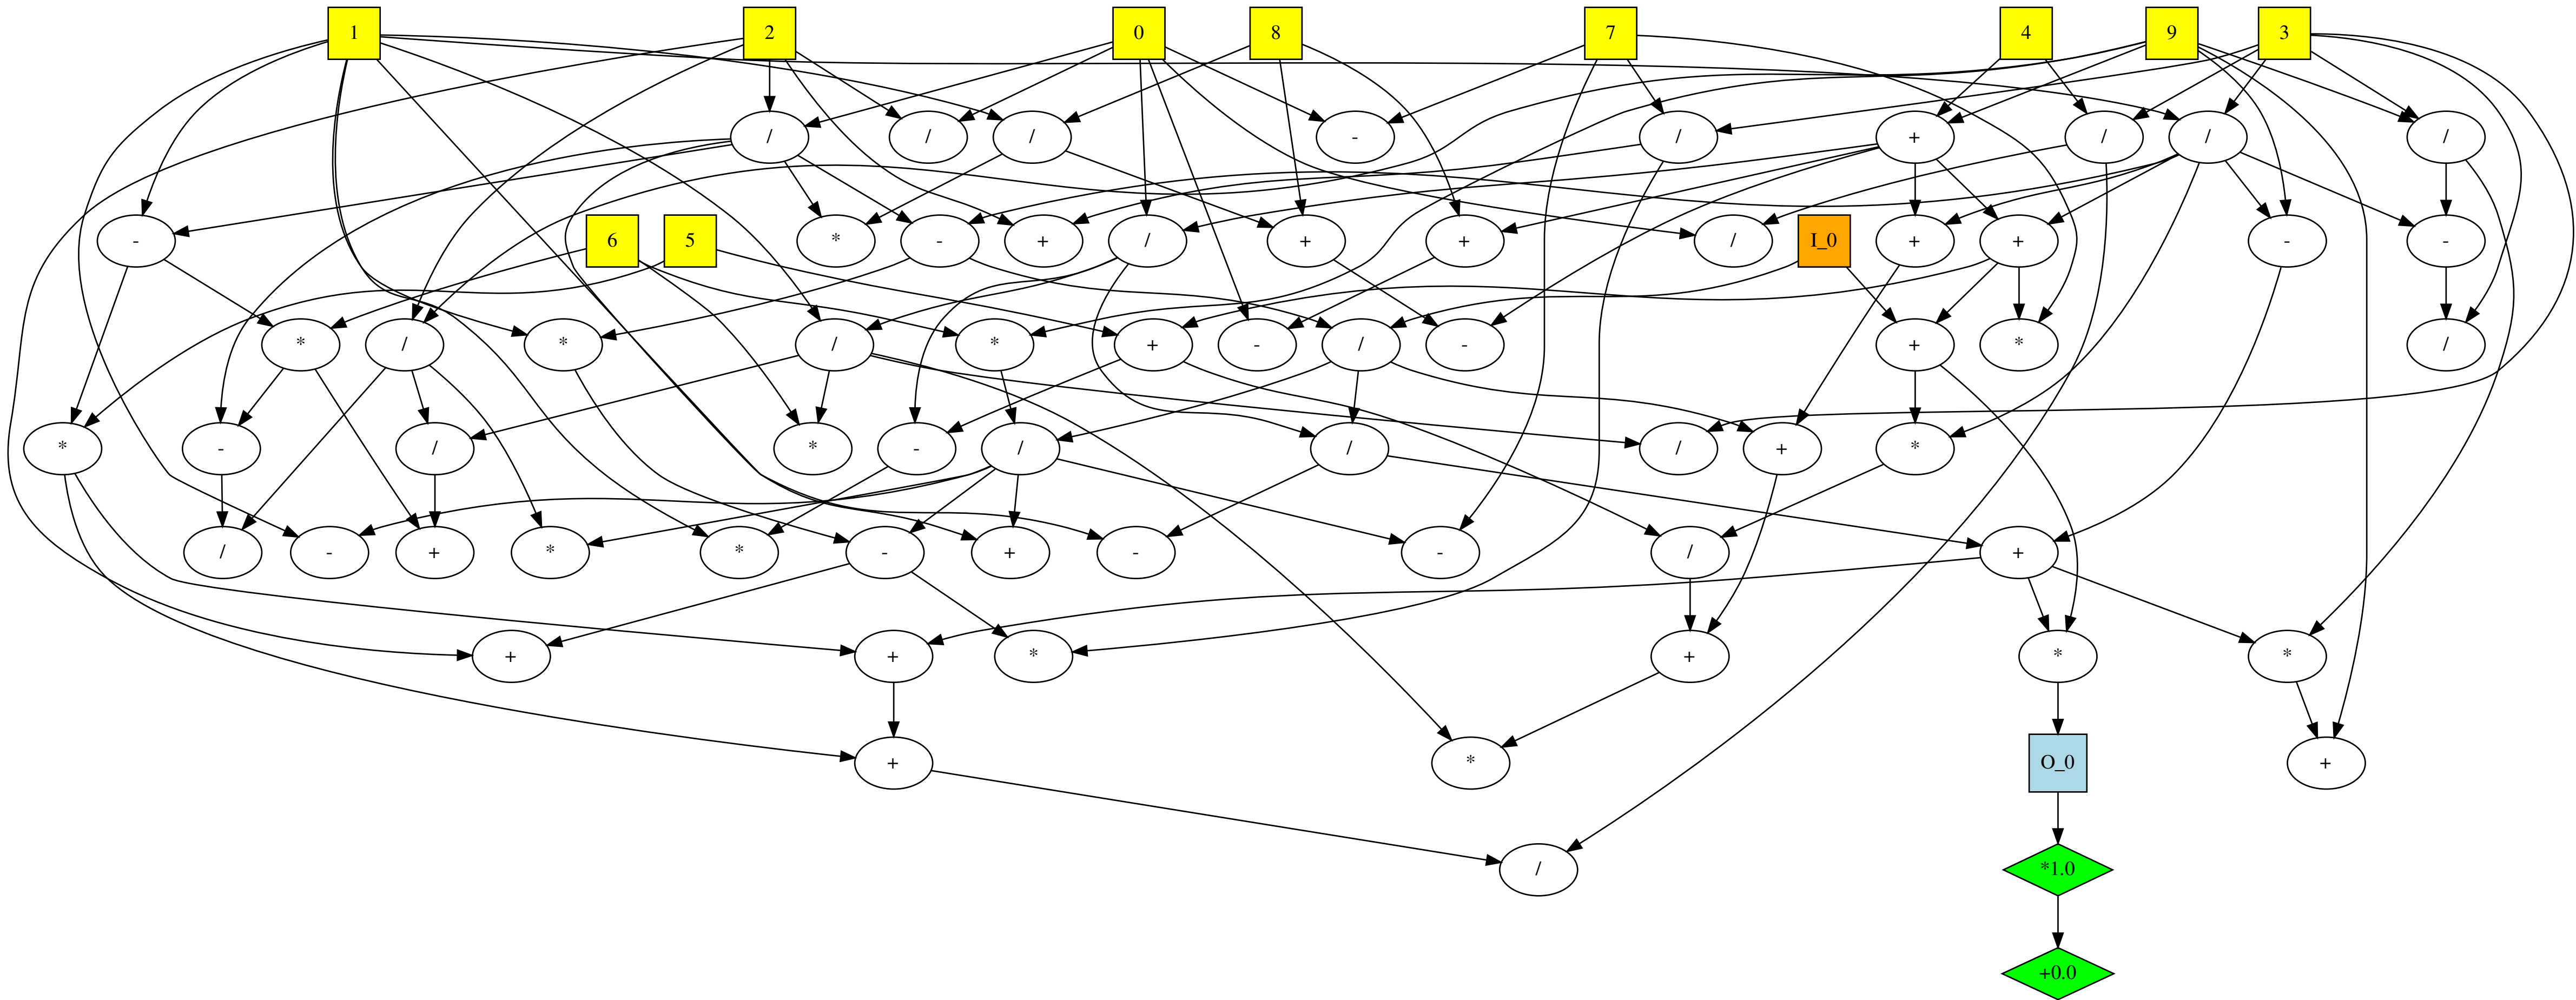 1 2 0 8 7 4 9 3
/ / / - / + / / /
- * - + / + + / I_0 + + - -
6 5
* / * / * + - / - + * /
* - / * - / / / + *
/ - + * * - + - - / +
+ + * + * *
+ * O_0 +
/ *1.0
+0.0